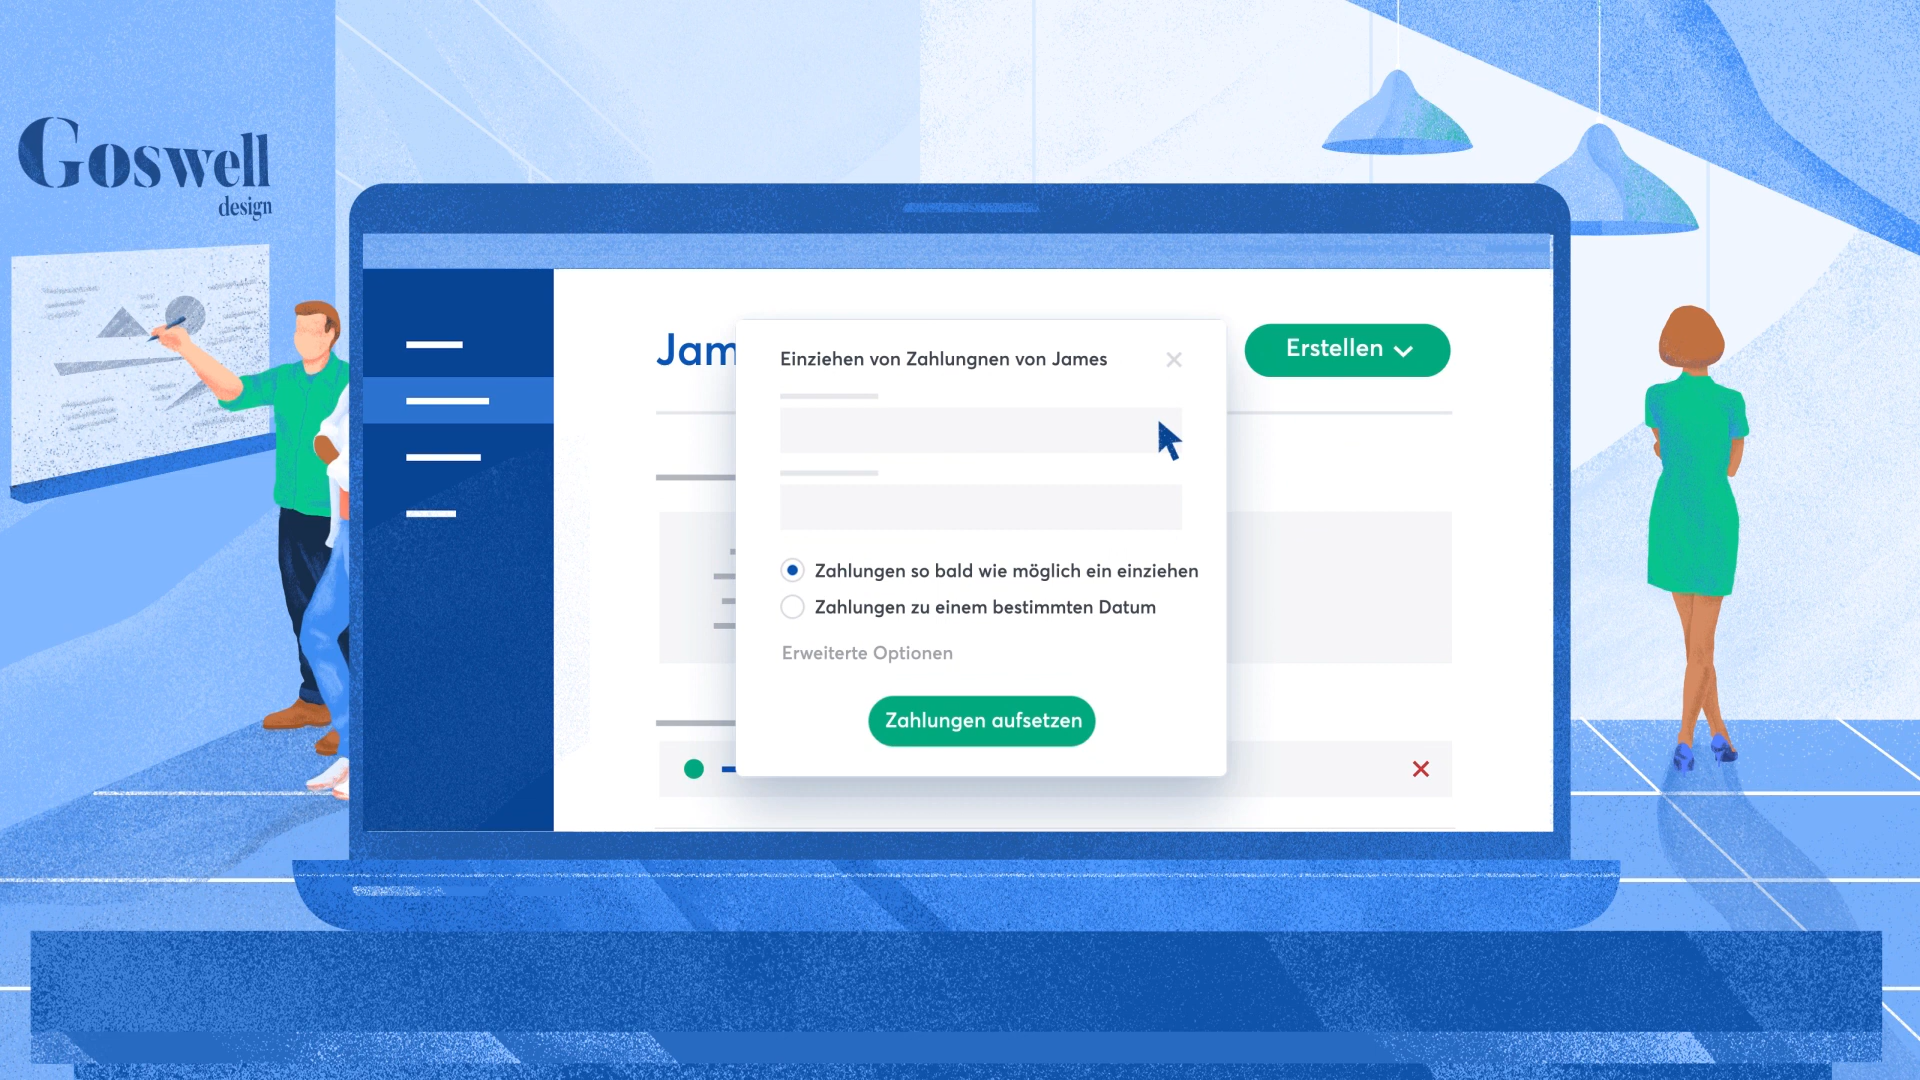 Goswell
design
Jam
Erstellen
Einziehen von Zahlungnen von James
Zahlungen so bald wie möglich ein einziehen
Zahlungen zu einem bestimmten Datum
Erweiterte Optionen
Zahlungen aufsetzen